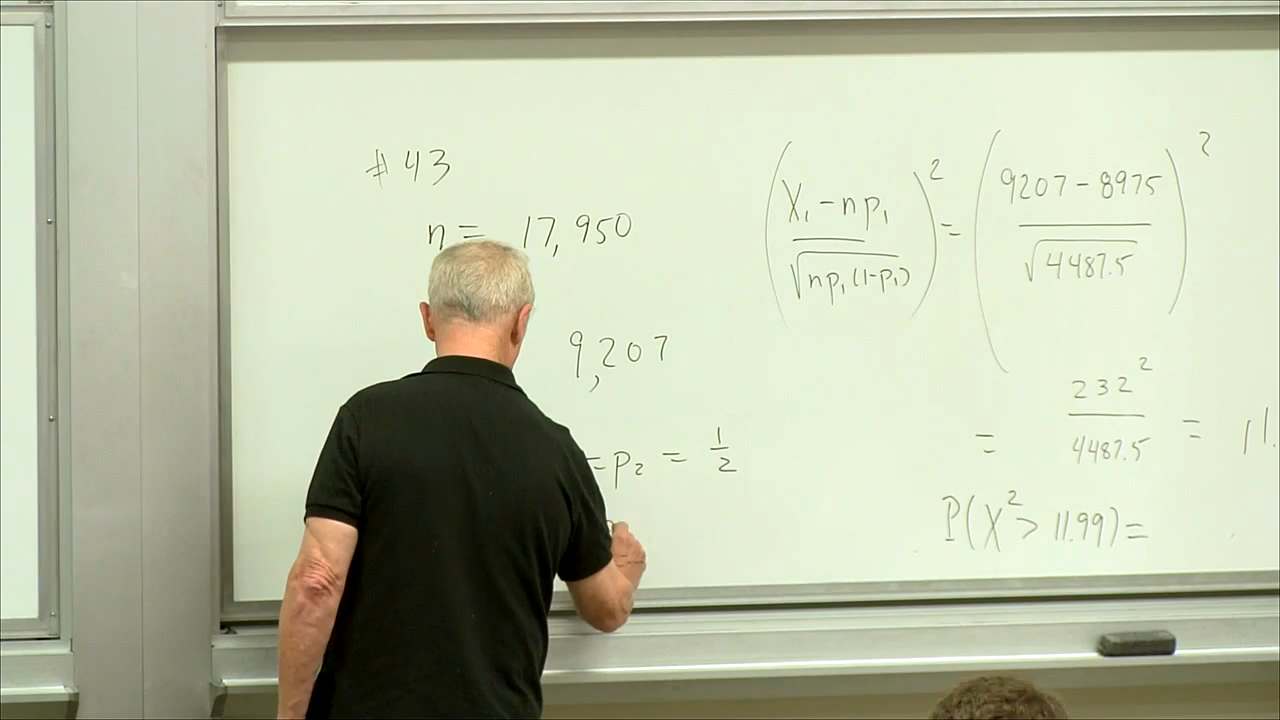 # 43
n = 17,950
9,207
= p₂ = 1/2
((X₁ - np₁) / √(np₁(1-p₁)))² = ((9207 - 8975) / √4487.5)²
= 232² / 4487.5 = 11.
P(X² > 11.99) =